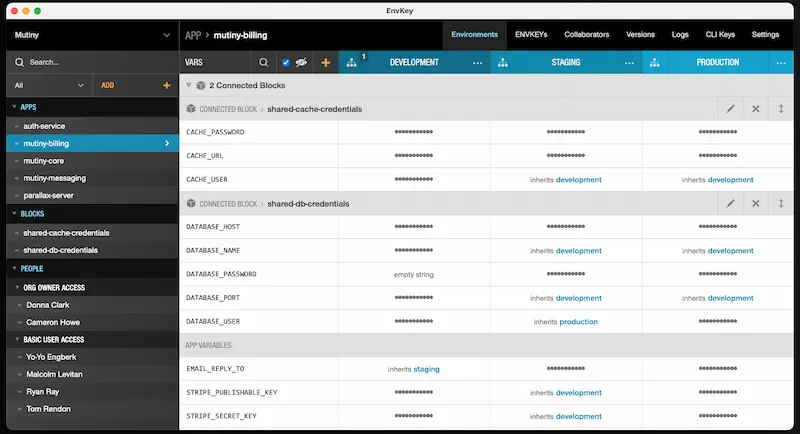 EnvKey
Mutiny
APP > mutiny-billing
Environments ENVKEYs Collaborators Versions Logs CLI Keys Settings
Search...
VARS 1 DEVELOPMENT ... STAGING ... PRODUCTION ...
All ADD +
2 Connected Blocks
APPS
CONNECTED BLOCK > shared-cache-credentials
auth-service
CACHE_PASSWORD ●●●●●●●●●●● ●●●●●●●●●●● ●●●●●●●●●●●
mutiny-billing
CACHE_URL ●●●●●●●●●●● ●●●●●●●●●●● ●●●●●●●●●●●
mutiny-core
CACHE_USER ●●●●●●●●●●● inherits development inherits development
mutiny-messaging
parallax-server
CONNECTED BLOCK > shared-db-credentials
BLOCKS
DATABASE_HOST ●●●●●●●●●●● ●●●●●●●●●●● ●●●●●●●●●●●
shared-cache-credentials
DATABASE_NAME ●●●●●●●●●●● inherits development inherits development
shared-db-credentials
PEOPLE
DATABASE_PASSWORD empty string ●●●●●●●●●●● ●●●●●●●●●●●
ORG OWNER ACCESS
DATABASE_PORT ●●●●●●●●●●● inherits development inherits development
Donna Clark
DATABASE_USER ●●●●●●●●●●● inherits production ●●●●●●●●●●●
Cameron Howe
BASIC USER ACCESS
APP VARIABLES
Yo-Yo Engberk
EMAIL_REPLY_TO inherits staging ●●●●●●●●●●● ●●●●●●●●●●●
Malcolm Levitan
STRIPE_PUBLISHABLE_KEY ●●●●●●●●●●● inherits development ●●●●●●●●●●●
Ryan Ray
STRIPE_SECRET_KEY ●●●●●●●●●●● inherits development ●●●●●●●●●●●
Tom Rendon